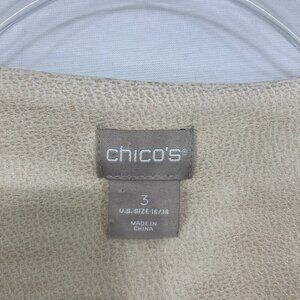 chico's®
3
U.S. SIZE 16/18
MADE IN
CHINA